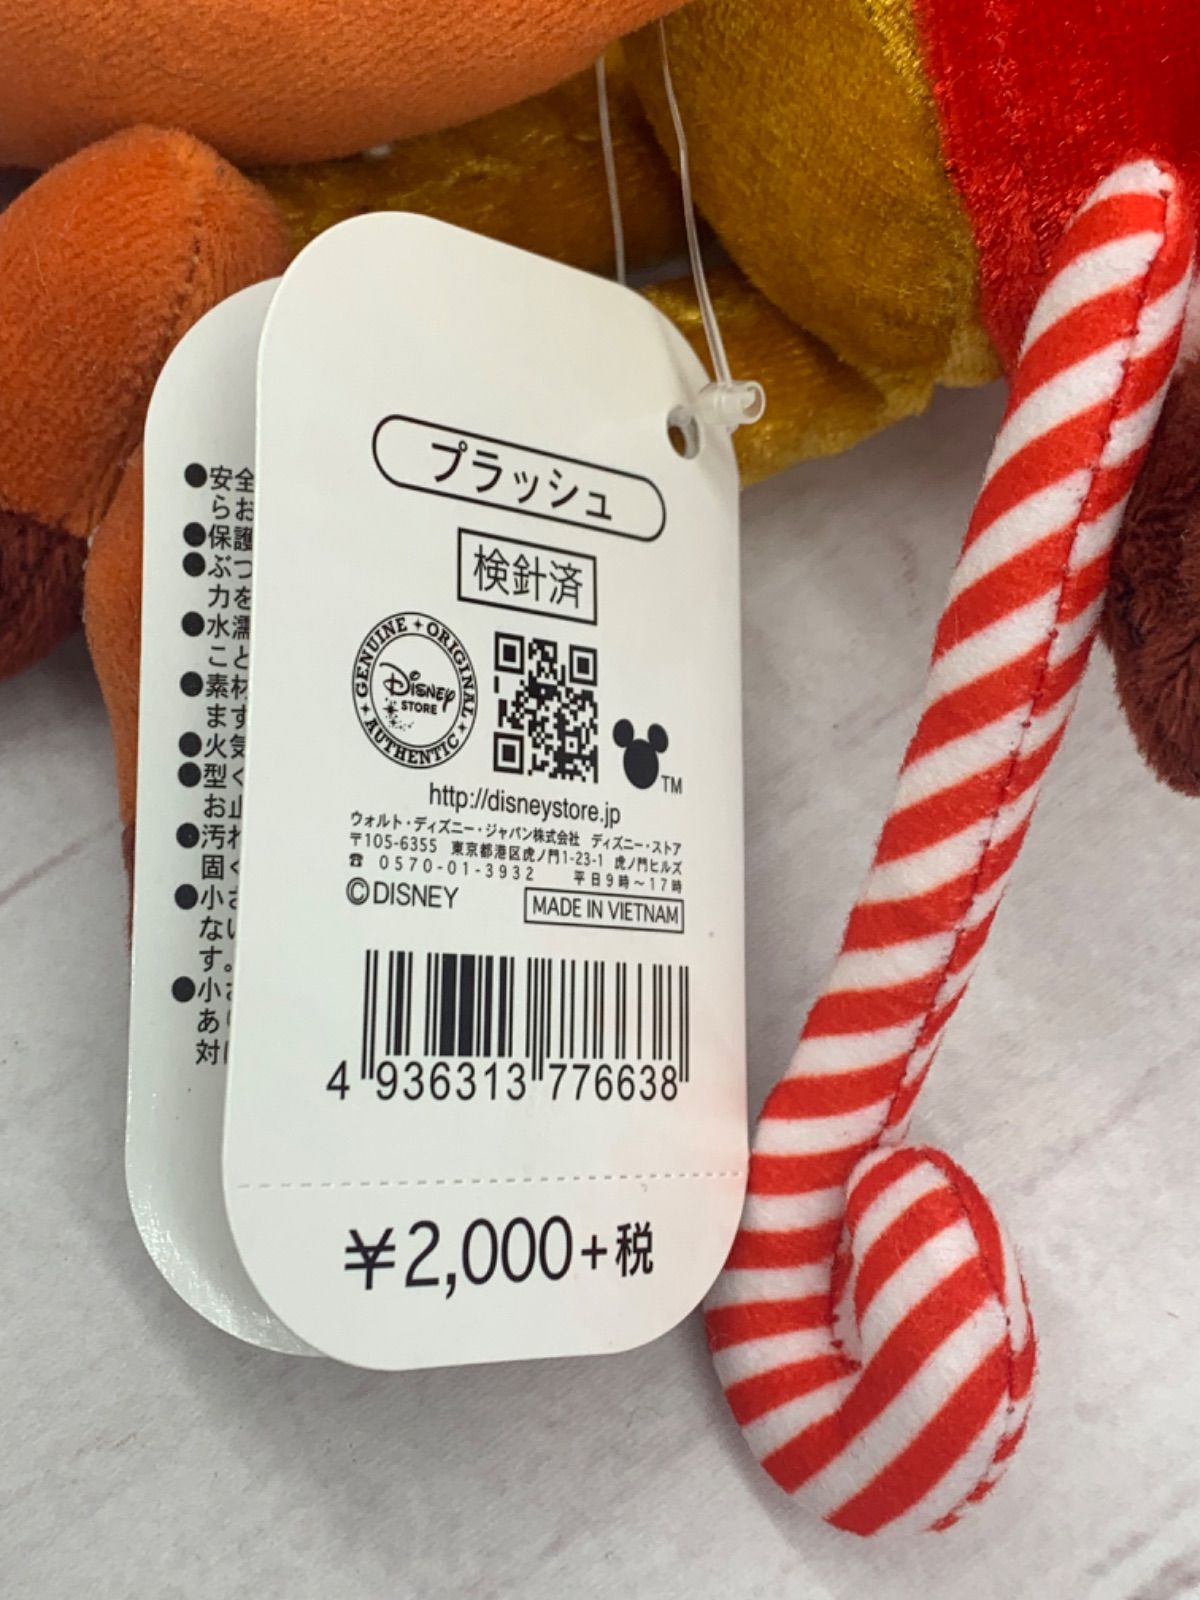 プラッシュ
検針済
GENUINE ORIGINAL
Disney
STORE
AUTHENTIC
TM
http://disneystore.jp
ウォルト・ディズニー・ジャパン株式会社 ディズニー・ストア
〒105-6355 東京都港区虎ノ門1-23-1 虎ノ門ヒルズ
☎ 0570-01-3932 平日9時～17時
©DISNEY MADE IN VIETNAM
4 936313 776638
¥2,000+税
●安全
らお
●保護
●ぶつ
力を
●水濡
こと
●素材
ます
●火気
●型く
お止
●汚れ
固く
●小さ
ない
す。
●小さ
あり
対